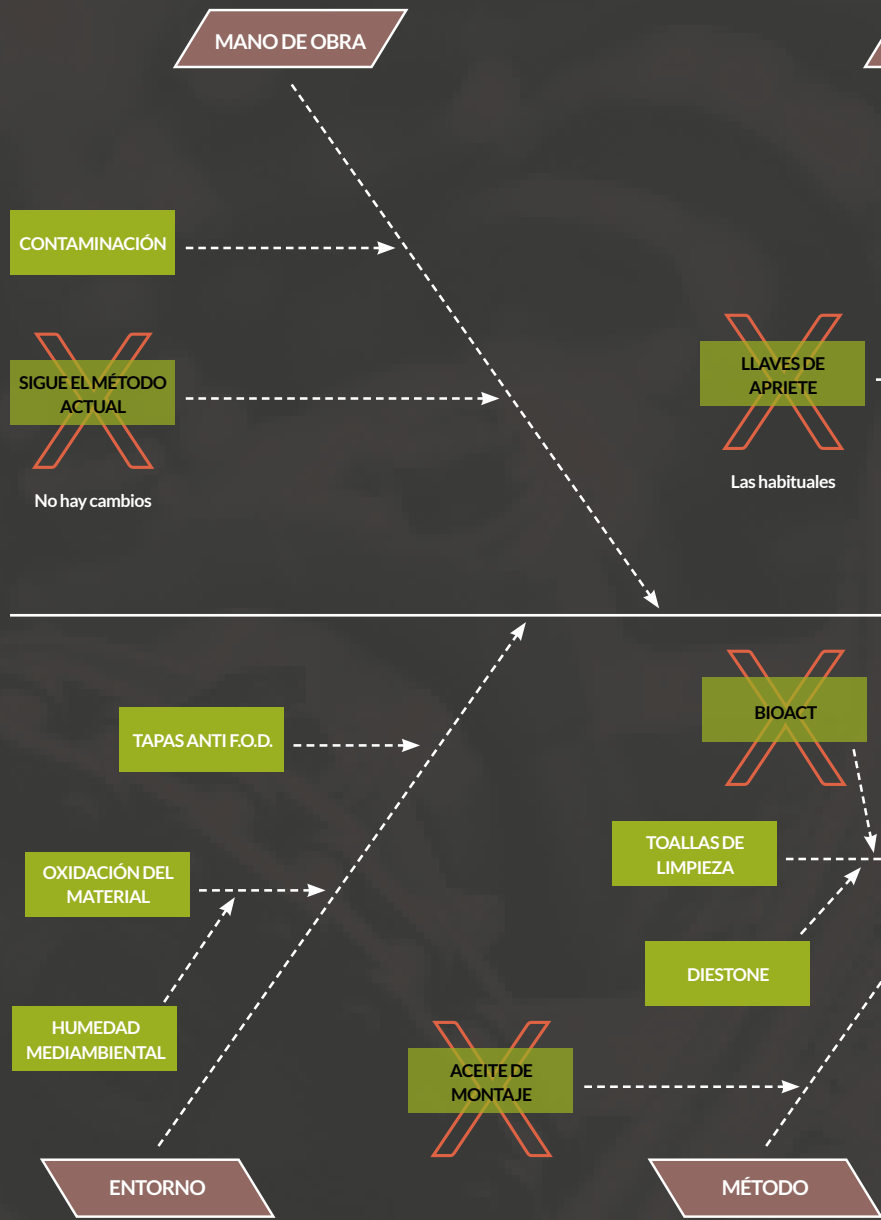 MANO DE OBRA
CONTAMINACIÓN
SIGUE EL MÉTODO
ACTUAL
No hay cambios
LLAVES DE
APRIETE
Las habituales
TAPAS ANTI F.O.D.
OXIDACIÓN DEL
MATERIAL
HUMEDAD
MEDIAMBIENTAL
BIOACT
TOALLAS DE
LIMPIEZA
DIESTONE
ACEITE DE
MONTAJE
ENTORNO
MÉTODO